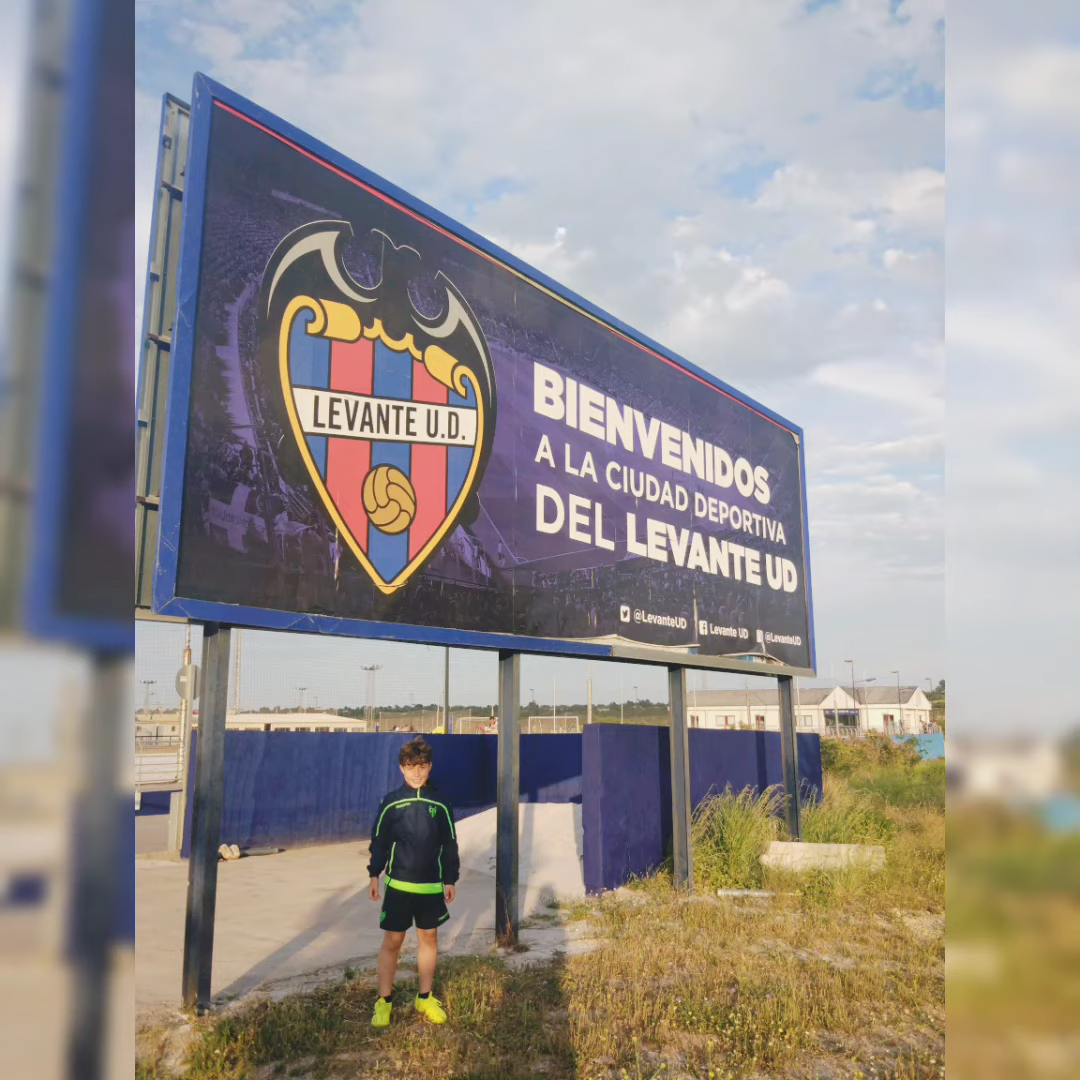 LEVANTE U.D.
BIENVENIDOS
A LA CIUDAD DEPORTIVA
DEL LEVANTE UD
@LevanteUD Levante UD @LevanteUD